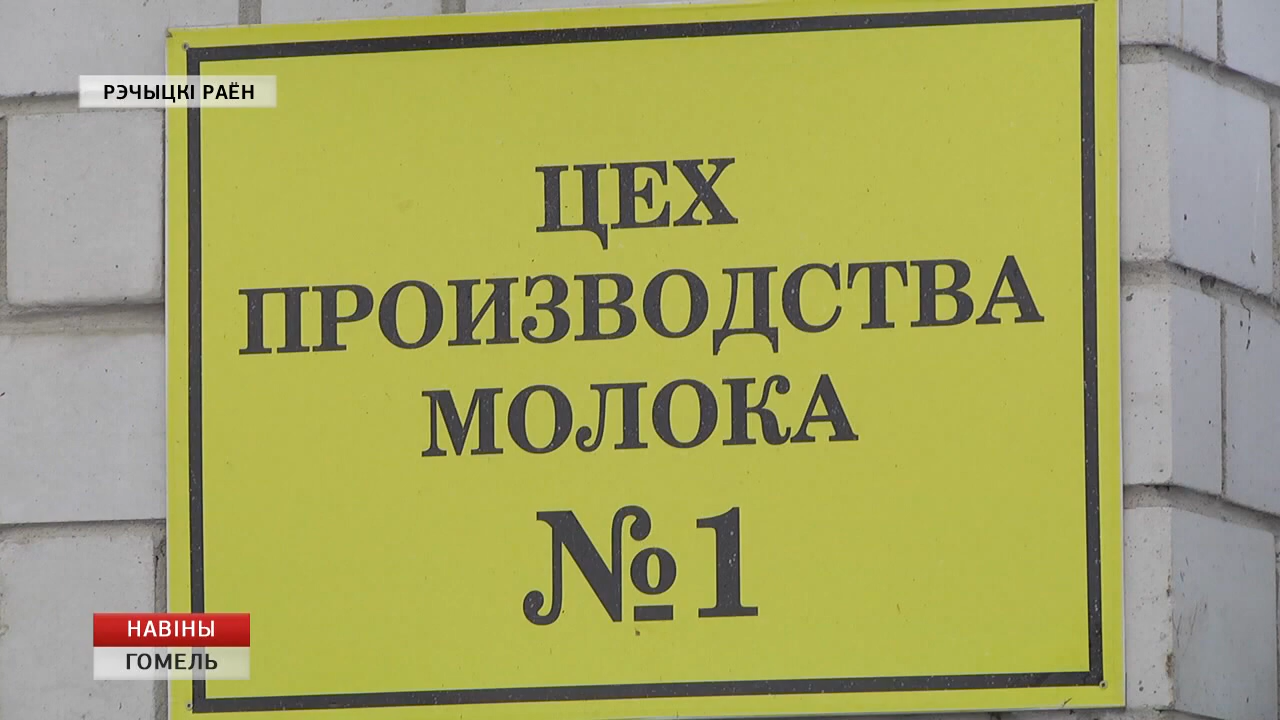 РЭЧЫЦКІ РАЁН
ЦЕХ
ПРОИЗВОДСТВА
МОЛОКА
№1
НАВІНЫ
ГОМЕЛЬ